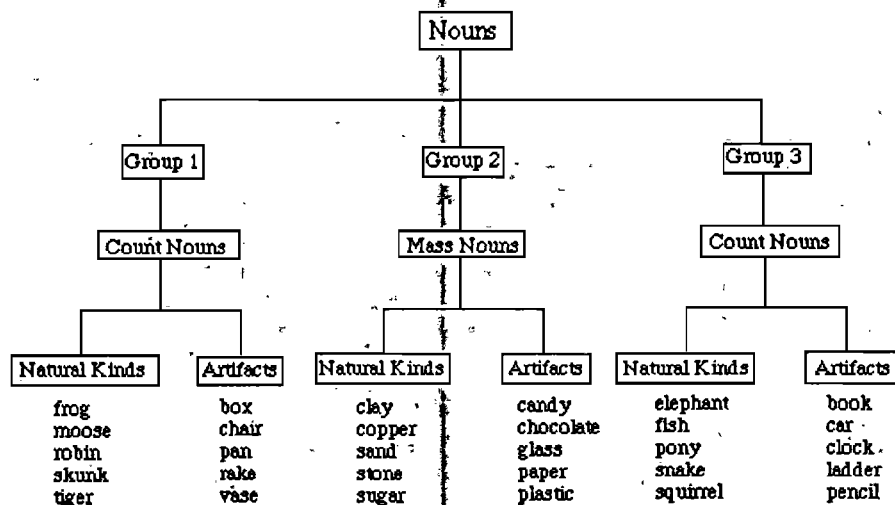 Nouns
Group 1 Group 2 Group 3
Count Nouns Mass Nouns Count Nouns
Natural Kinds Artifacts Natural Kinds Artifacts Natural Kinds Artifacts
frog box clay candy elephant book
moose chair copper chocolate fish car
robin pan sand glass pony clock
skunk rake stone paper snake ladder
tiger vase sugar plastic squirrel pencil